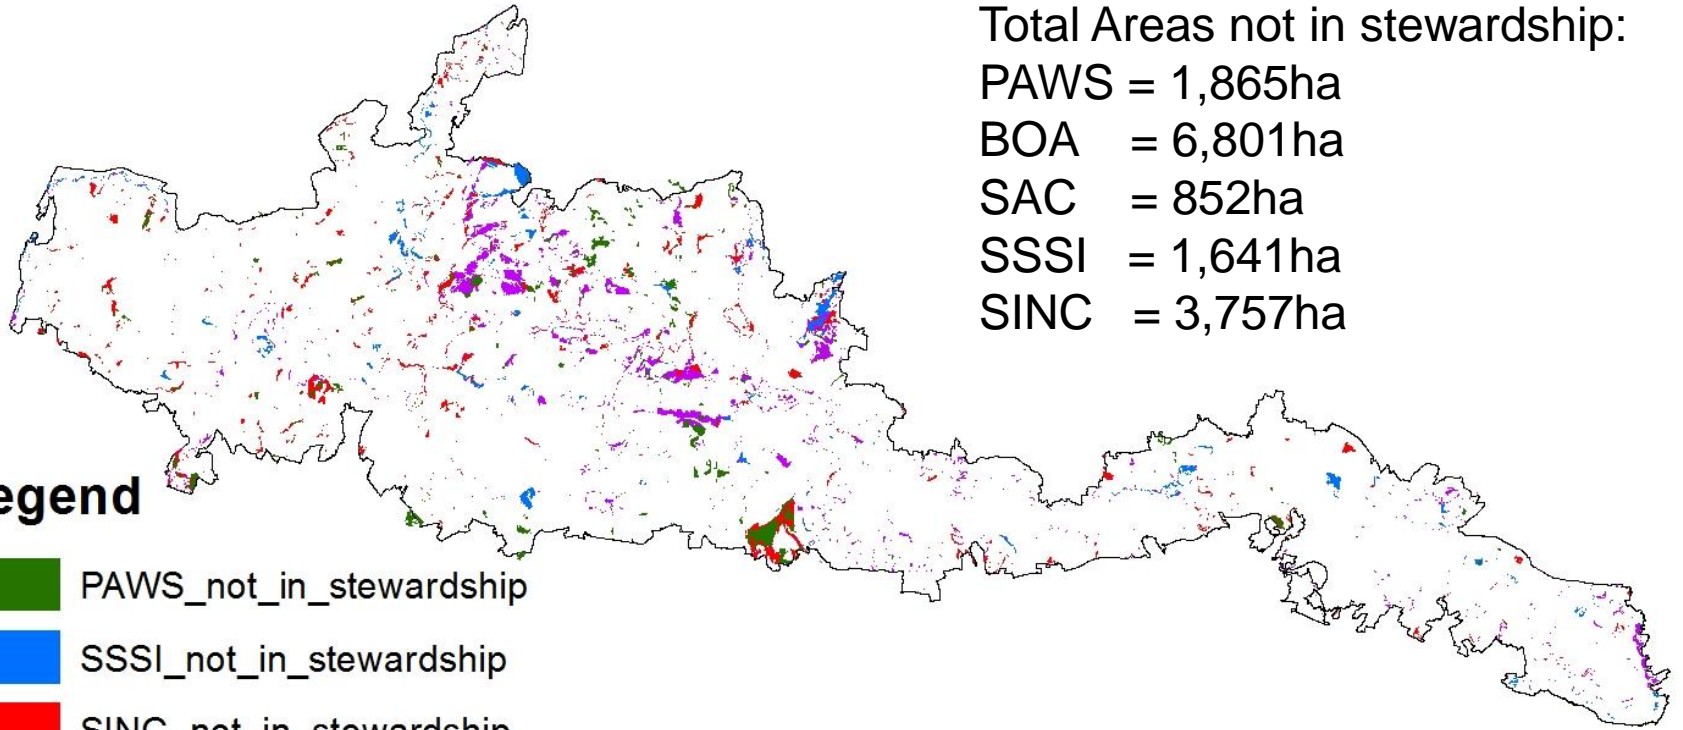 Total Areas not in stewardship:
PAWS = 1,865ha
BOA = 6,801ha
SAC = 852ha
SSSI = 1,641ha
SINC = 3,757ha
egend
PAWS_not_in_stewardship
SSSI_not_in_stewardship
SINC_not_in_stewardship